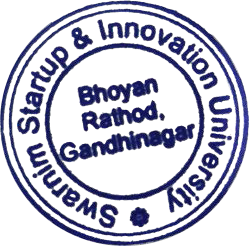 Swarnim Startup & Innovation University
Bhoyan
Rathod,
Gandhinagar